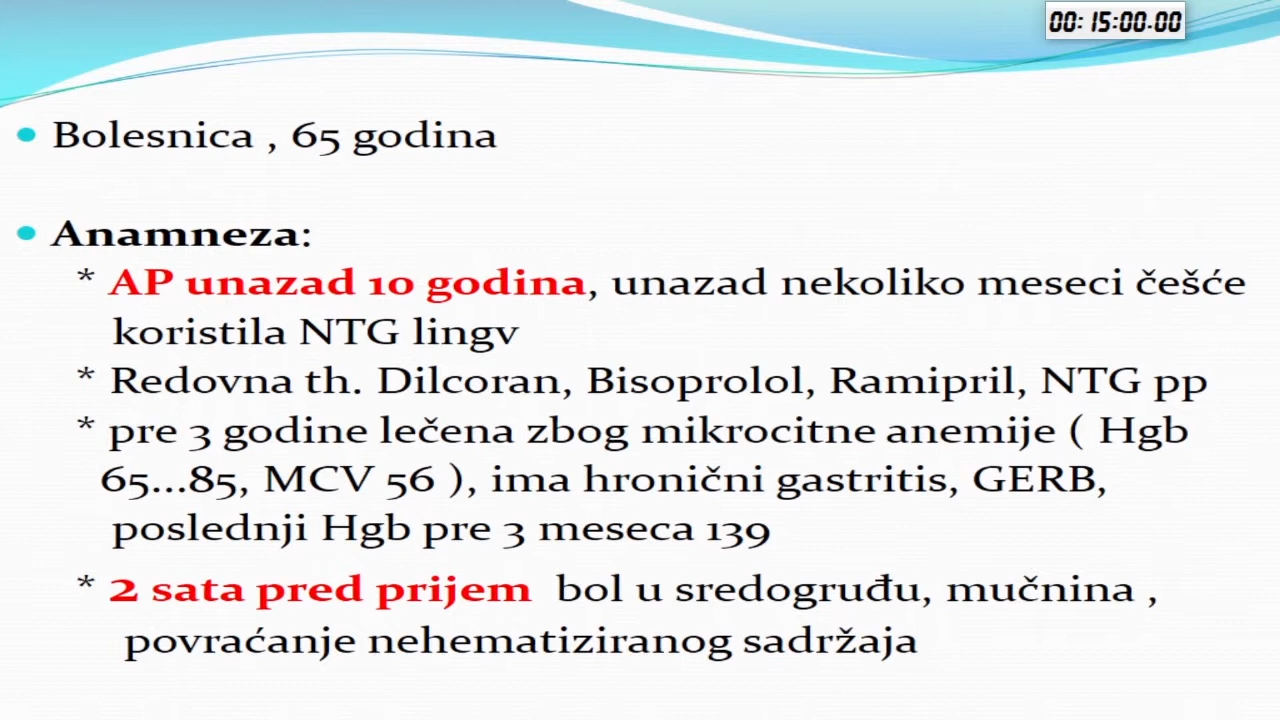 00:15:00.00
• Bolesnica , 65 godina
• Anamneza:
* AP unazad 10 godina, unazad nekoliko meseci češće
koristila NTG lingv
* Redovna th. Dilcoran, Bisoprolol, Ramipril, NTG pp
* pre 3 godine lečena zbog mikrocitne anemije ( Hgb
65...85, MCV 56 ), ima hronični gastritis, GERB,
poslednji Hgb pre 3 meseca 139
* 2 sata pred prijem bol u sredogruđu, mučnina ,
povraćanje nehematiziranog sadržaja